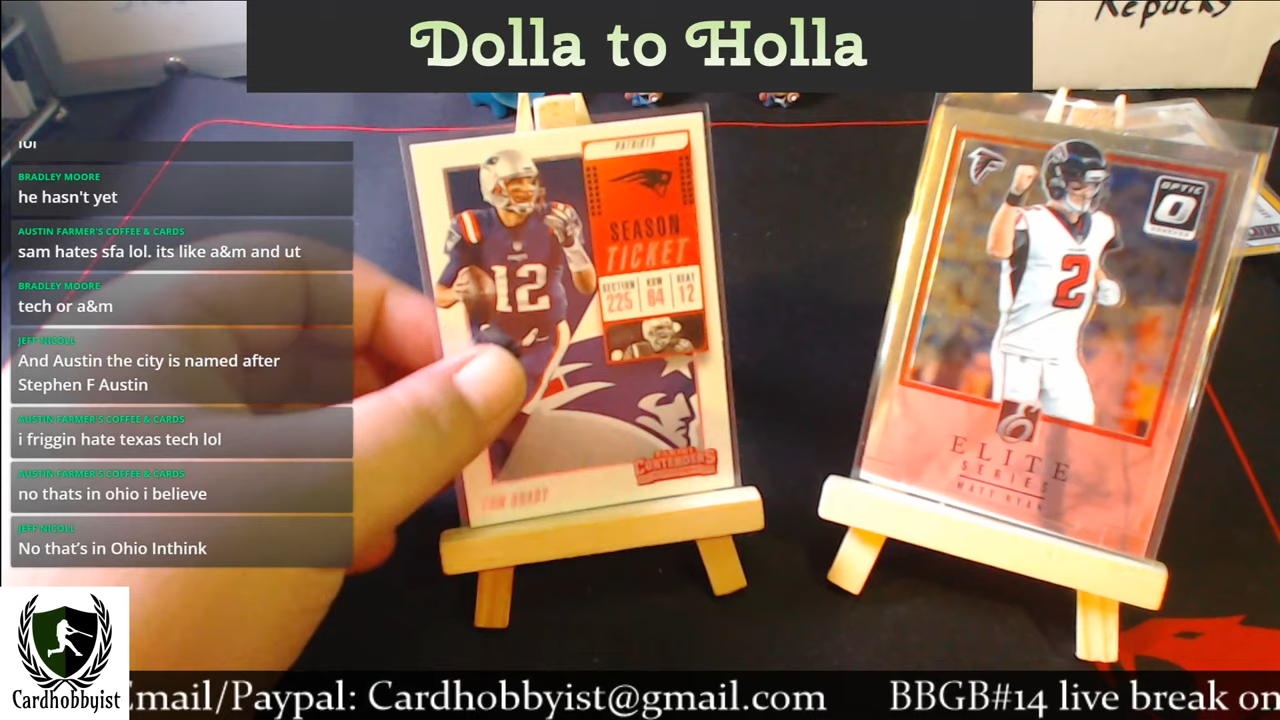 Dolla to Holla
Repacks
lol
BRADLEY MOORE
he hasn't yet
AUSTIN FARMER'S COFFEE & CARDS
sam hates sfa lol. its like a&m and ut
BRADLEY MOORE
tech or a&m
JEFF NICOLL
And Austin the city is named after
Stephen F Austin
AUSTIN FARMER'S COFFEE & CARDS
i friggin hate texas tech lol
AUSTIN FARMER'S COFFEE & CARDS
no thats in ohio i believe
JEFF NICOLL
No that's in Ohio Inthink
PATRIOTS
SEASON
TICKET
SECTION ROW SEAT
225 64 12
12
PANINI
CONTENDERS
TOM BRADY
OPTIC
DONRUSS
2
ELITE
SERIES
MATT RYAN
Cardhobbyist
Email/Paypal: Cardhobbyist@gmail.com BBGB#14 live break on